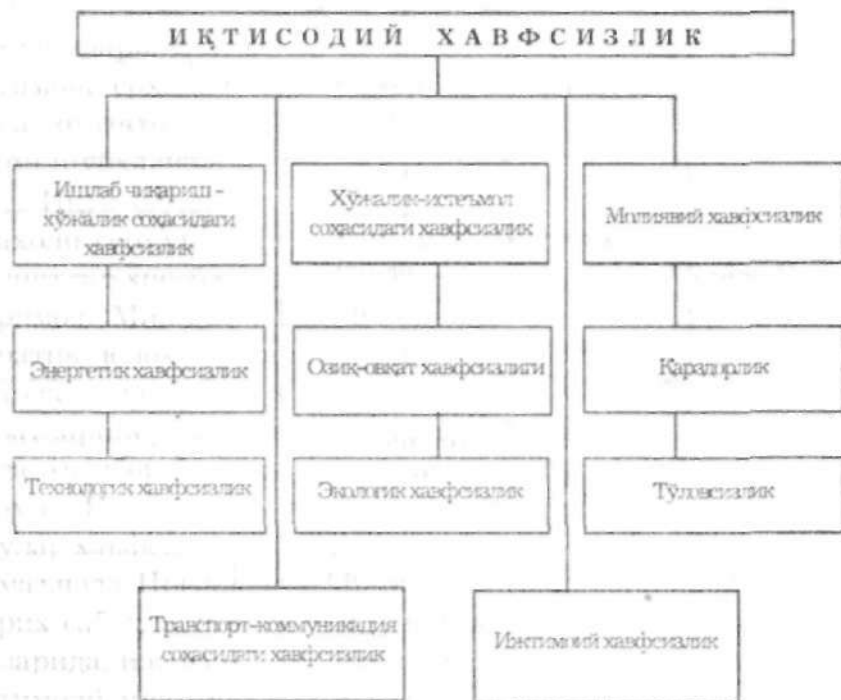 ИҚТИСОДИЙ ХАВФСИЗЛИК
Ишлаб чиқариш -
хўжалик соҳасидаги
хавфсизлик
Хўжалик-истеъмол
соҳасидаги хавфсизлик
Молиявий хавфсизлик
Энергетик хавфсизлик
Озиқ-овқат хавфсизлиги
Қарздорлик
Технологик хавфсизлик
Экологик хавфсизлик
Тўловсизлик
Транспорт-коммуникация
соҳасидаги хавфсизлик
Ижтимоий хавфсизлик